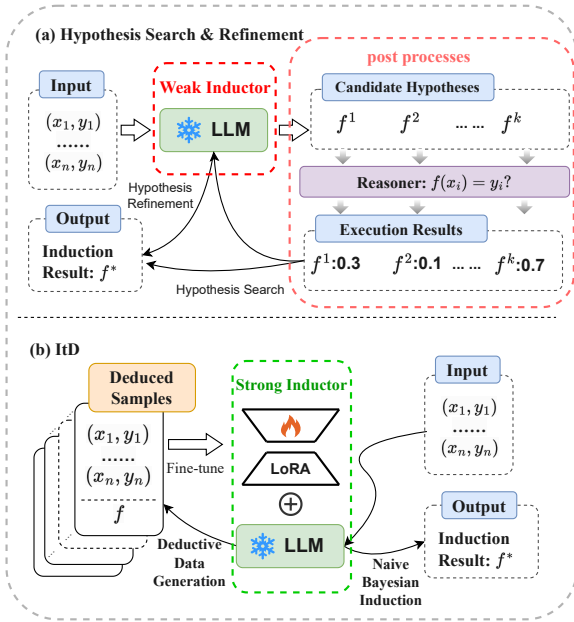 (a) Hypothesis Search & Refinement
post processes
Input
(x₁, y₁)
......
(xₙ, yₙ)
Weak Inductor
LLM
Candidate Hypotheses
f¹ f² ... ... fᵏ
Reasoner: f(xᵢ) = yᵢ?
Execution Results
f¹:0.3 f²:0.1 ... ... fᵏ:0.7
Hypothesis
Refinement
Output
Induction
Result: f*
Hypothesis Search
(b) ItD
Deduced
Samples
(x₁, y₁)
......
(xₙ, yₙ)
f
Fine-tune
Strong Inductor
LoRA
LLM
Deductive
Data
Generation
Input
(x₁, y₁)
......
(xₙ, yₙ)
Output
Induction
Result: f*
Naive
Bayesian
Induction